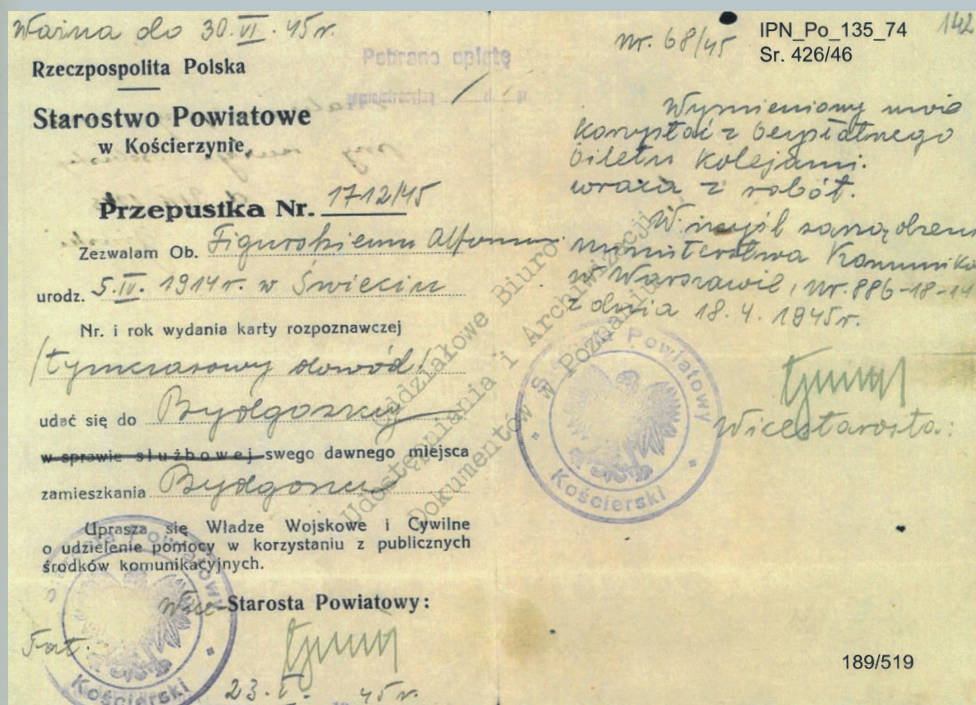 Ważna do 30.VI.45r.
Rzeczpospolita Polska
Starostwo Powiatowe
w Kościerzynie
Przepustka Nr. 1712/45
Zezwalam Ob. Figurskiemu Alfonsowi
urodz. 5.IV. 1914r. w Świeciu
Nr. i rok wydania karty rozpoznawczej
/tymczasowy dowód/
udać się do Bydgoszczy
w sprawie służbowej swego dawnego miejsca
zamieszkania Bydgoszcz
Uprasza się Władze Wojskowe i Cywilne
o udzielenie pomocy w korzystaniu z publicznych
środków komunikacyjnych.
Wice-Starosta Powiatowy:
23. 45r.
Starosta Powiatowy
Kościerski
Pobrano opłatę
Nr. 68/45
IPN_Po_135_74
Sr. 426/46
142
Wymieniony
korzystać z bezpłatnego
biletu kolejami.
wraca z robót.
W myśl zarządzenia
Ministerstwa Komunika
w Warszawie, Nr. 886-18-14
z dnia 18.4.1945r.
Wicestarosta:
Starosta Powiatowy
Kościerski
Oddziałowe Biuro
Udostępniania i Archiwizacji
Dokumentów w Poznaniu
189/519